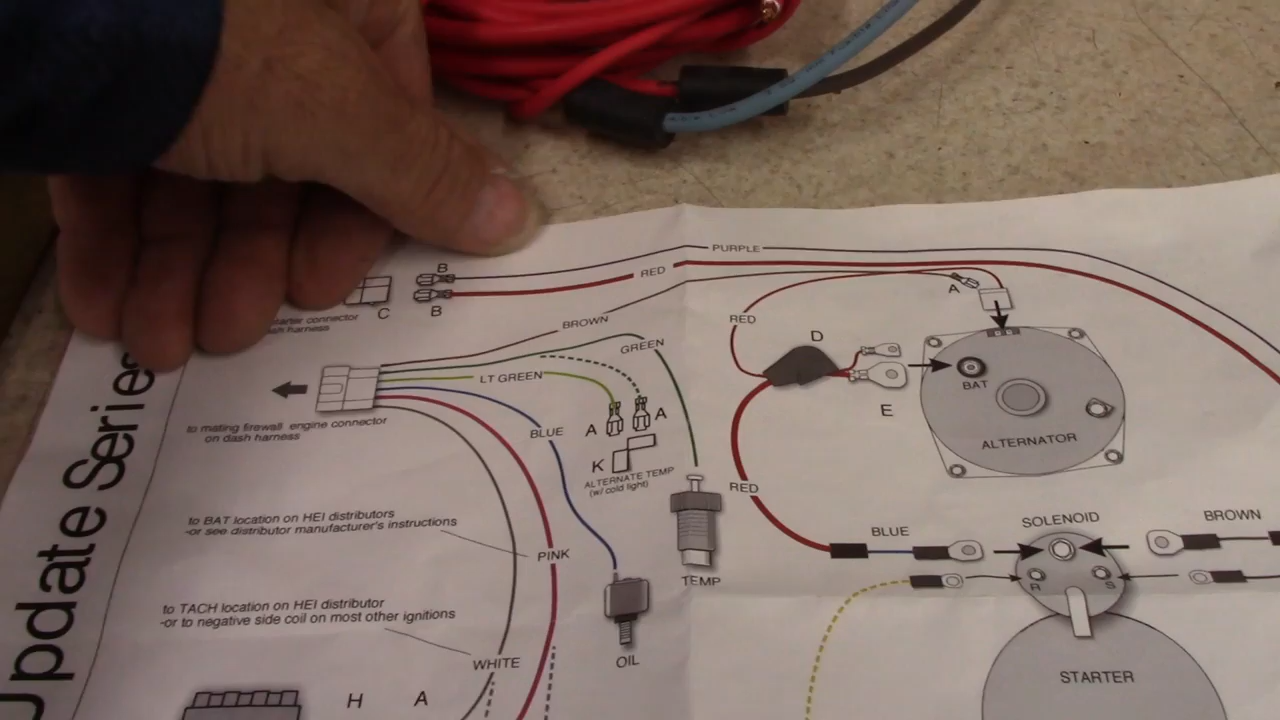 Update Series
PURPLE
RED
B
B
C
starter connector
dash harness
BROWN
GREEN
LT GREEN
BLUE
A
A
K
ALTERNATE TEMP
(w/ cold light)
to mating firewall engine connector
on dash harness
to BAT location on HEI distributors
-or see distributor manufacturer's instructions
PINK
to TACH location on HEI distributor
-or to negative side coil on most other ignitions
WHITE
H
A
OIL
TEMP
RED
D
A
E
BAT
ALTERNATOR
RED
BLUE
SOLENOID
BROWN
R
S
STARTER